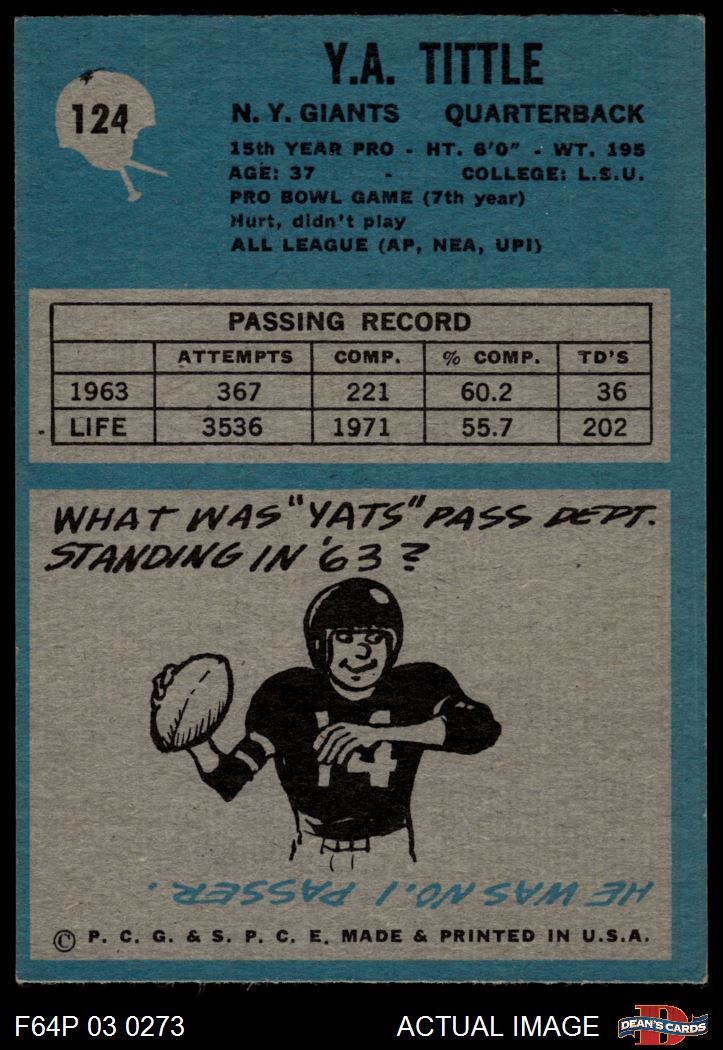 Y.A. TITTLE
124
N. Y. GIANTS QUARTERBACK
15th YEAR PRO - HT. 6'0" - WT. 195
AGE: 37 - COLLEGE: L.S.U.
PRO BOWL GAME (7th year)
Hurt, didn't play
ALL LEAGUE (AP, NEA, UPI)
PASSING RECORD
ATTEMPTS COMP. % COMP. TD'S
1963 367 221 60.2 36
LIFE 3536 1971 55.7 202
WHAT WAS "YATS" PASS DEPT.
STANDING IN '63?
14
HE WAS NO. 1 PASSER.
© P. C. G. & S. P. C. E. MADE & PRINTED IN U.S.A.
F64P 03 0273 ACTUAL IMAGE D DEAN'S CARDS